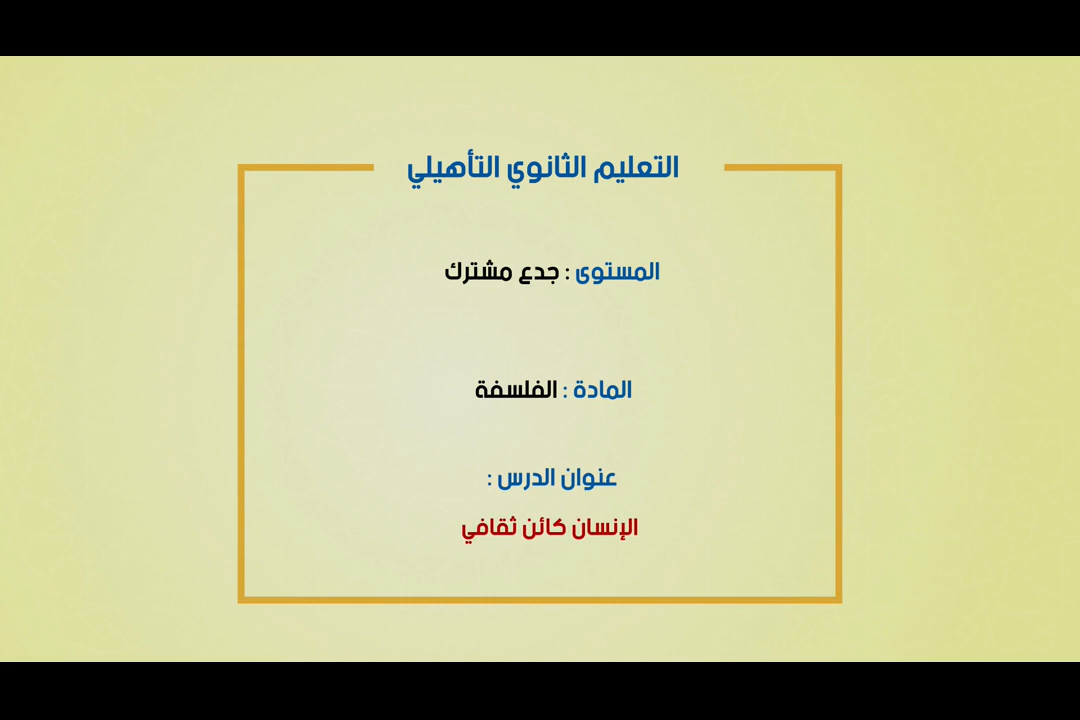 التعليم الثانوي التأهيلي
المستوى : جدع مشترك
المادة : الفلسفة
عنوان الدرس :
الإنسان كائن ثقافي